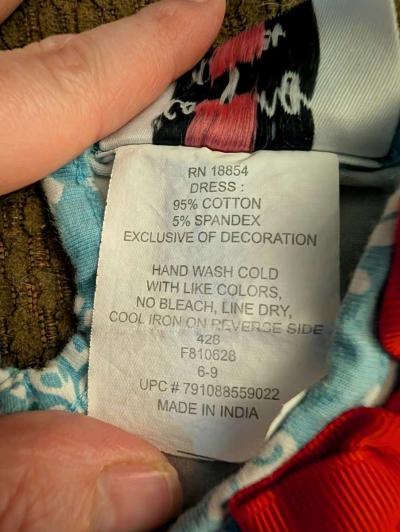 RN 18854
DRESS :
95% COTTON
5% SPANDEX
EXCLUSIVE OF DECORATION
HAND WASH COLD
WITH LIKE COLORS,
NO BLEACH, LINE DRY,
COOL IRON ON REVERSE SIDE
428
F810628
6-9
UPC # 791088559022
MADE IN INDIA